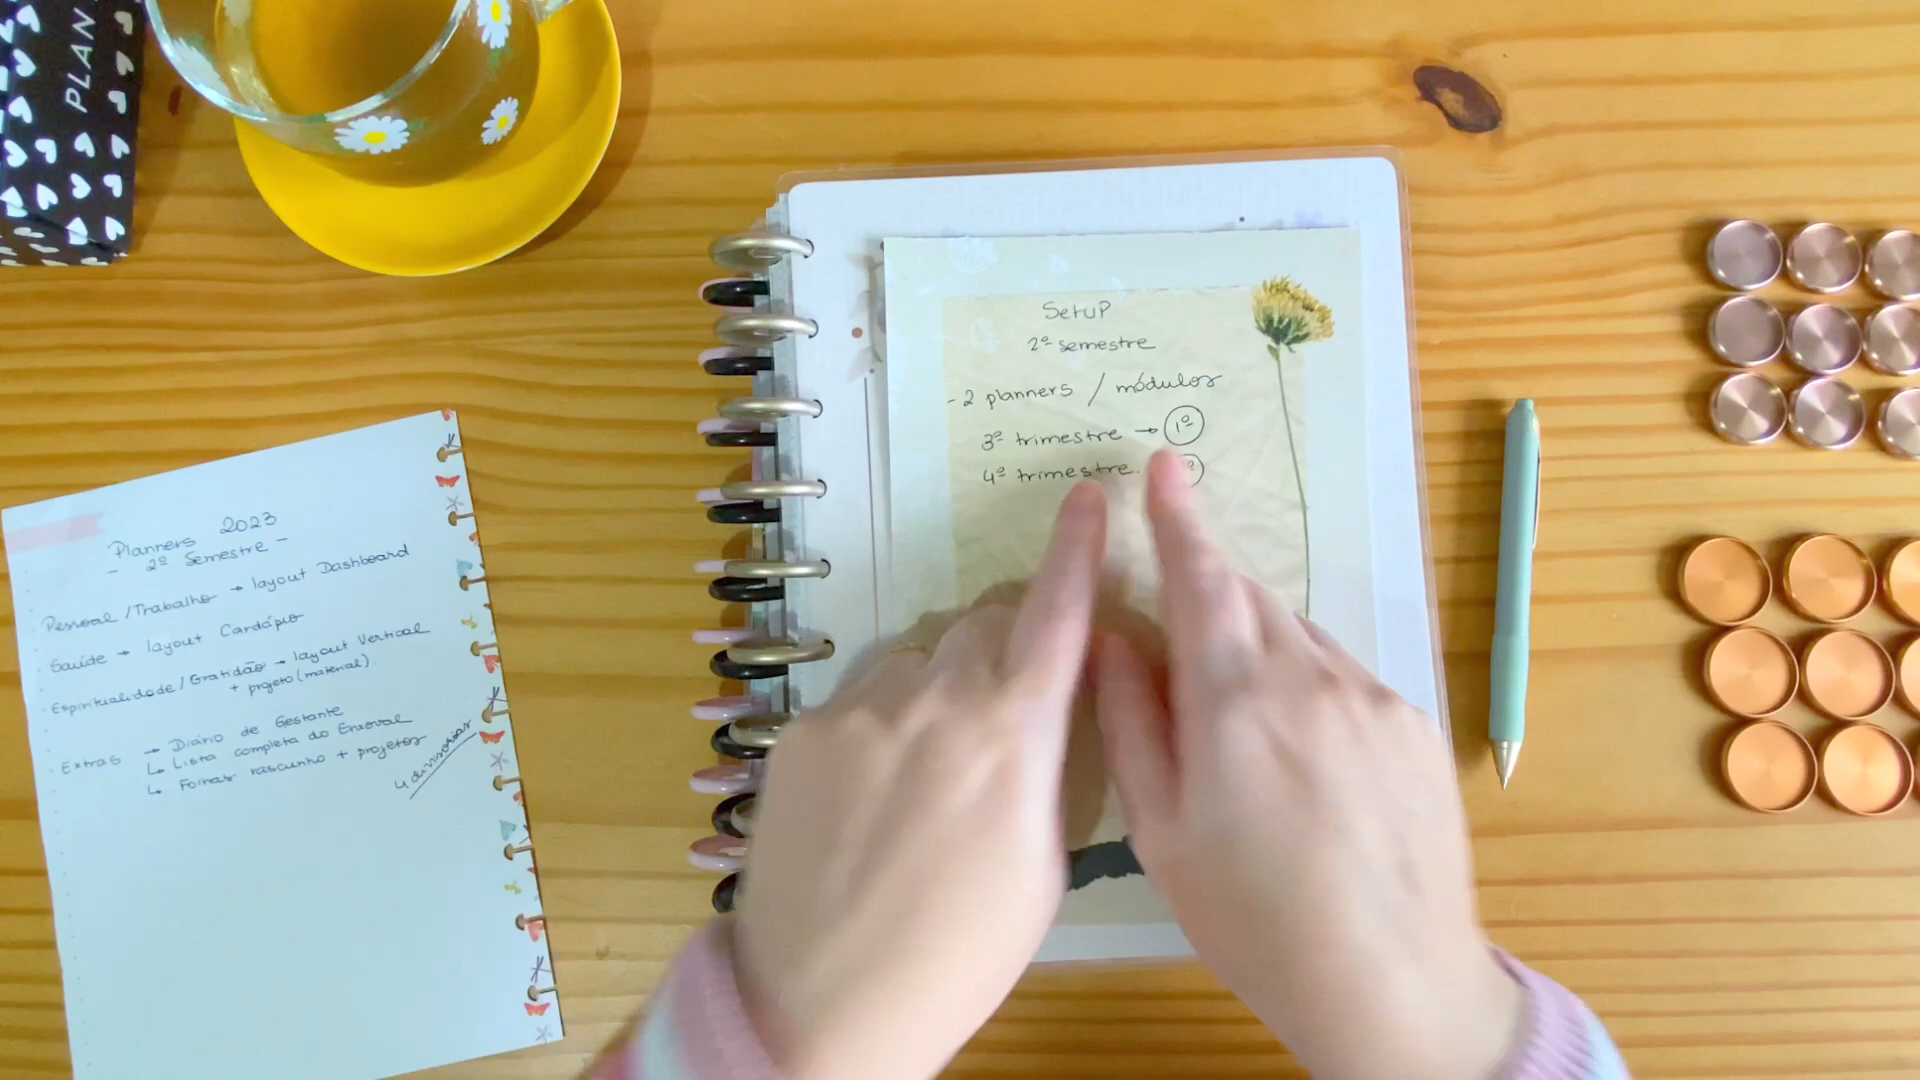 PLAN
SetuP
2º semestre
- 2 planners / módulos
3º trimestre → 1º
4º trimestre.
Planners 2023
- 2º Semestre -
Pessoal / Trabalho → layout Dashboard
Saúde → layout Cardápio
Espiritualidade / Gratidão → layout Vertical
+ projeto (material).
Extras → Diário de Gestante
↳ Lista completa do Enxoval
↳ Folhas rascunho + projetos
4 divisórias